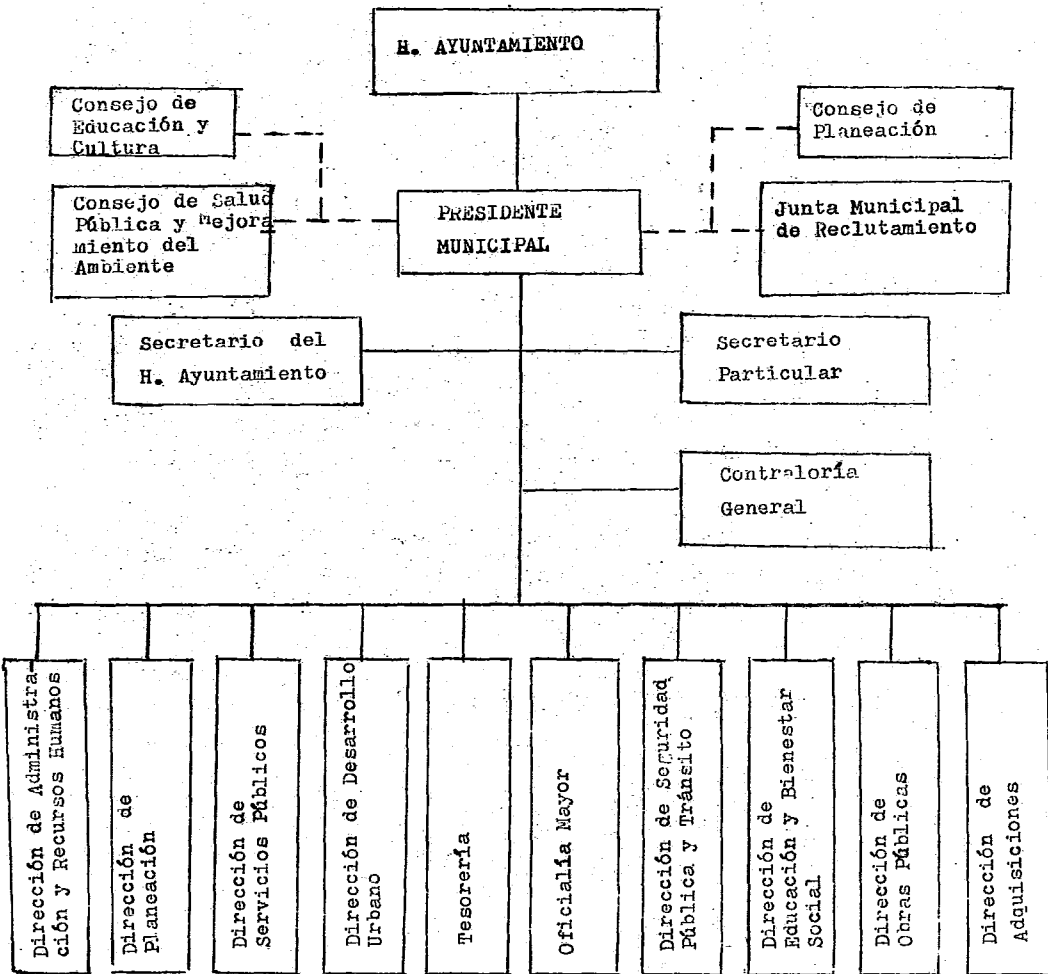 H. AYUNTAMIENTO
Consejo de
Educación y
Cultura
Consejo de
Planeación
Consejo de Salud
Pública y Mejora
miento del
Ambiente
PRESIDENTE
MUNICIPAL
Junta Municipal
de Reclutamiento
Secretario del
H. Ayuntamiento
Secretario
Particular
Contraloría
General
Dirección de Administra-
ción y Recursos Humanos
Dirección de
Planeación
Dirección de
Servicios Públicos
Dirección de Desarrollo
Urbano
Tesorería
Oficialía Mayor
Dirección de Seguridad
Pública y Tránsito
Dirección de
Educación y Bienestar
Social
Dirección de
Obras Públicas
Dirección de
Adquisiciones